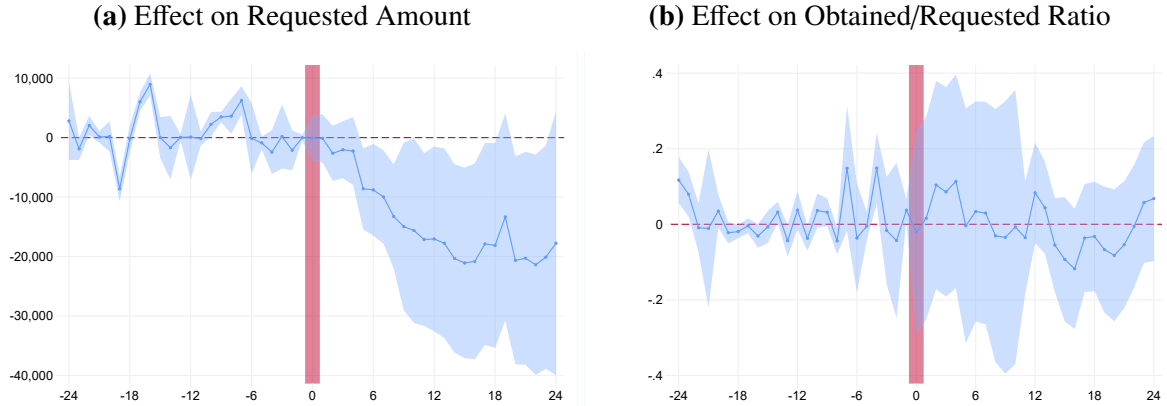 (a) Effect on Requested Amount
10,000
0
-10,000
-20,000
-30,000
-40,000
-24 -18 -12 -6 0 6 12 18 24
(b) Effect on Obtained/Requested Ratio
.4
.2
0
-.2
-.4
-24 -18 -12 -6 0 6 12 18 24